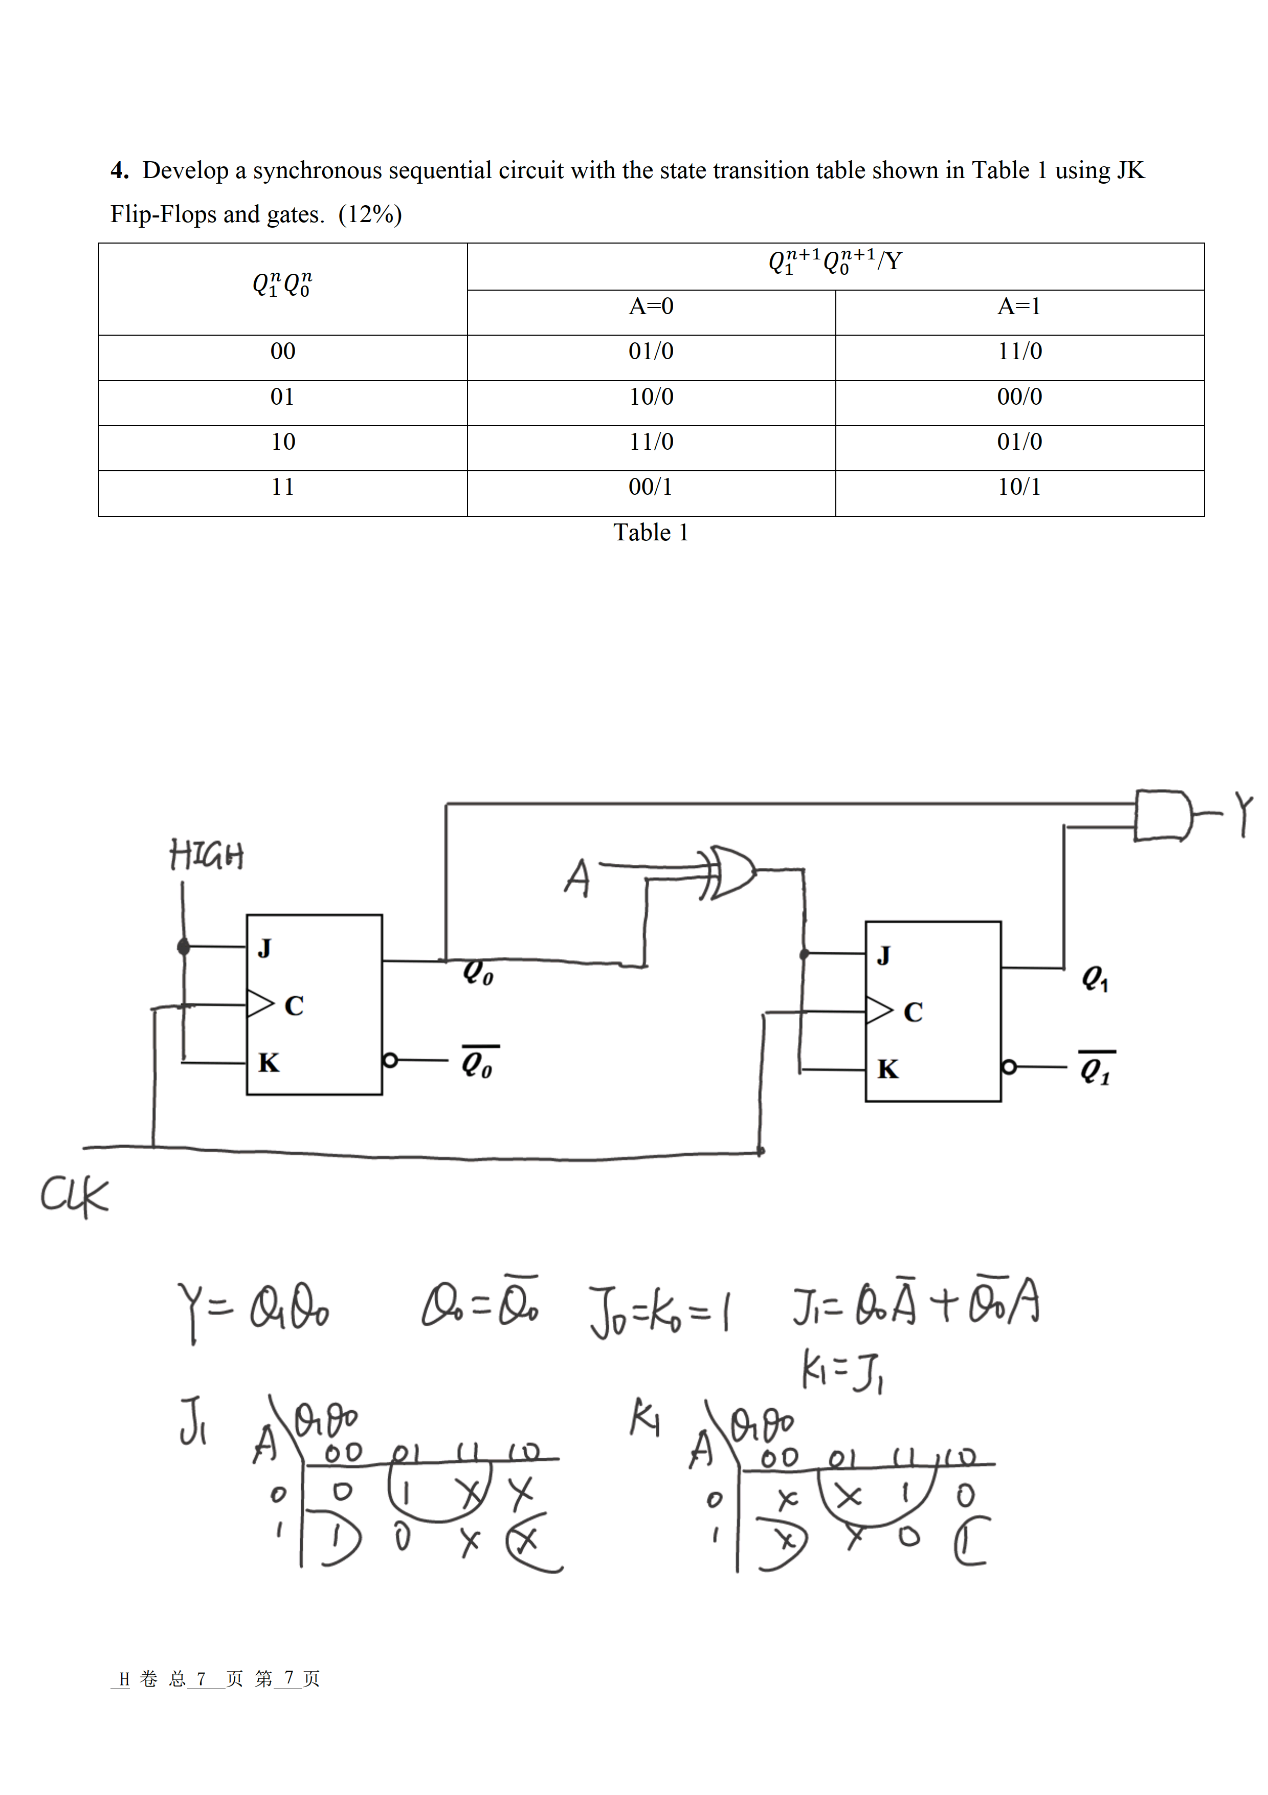 4. Develop a synchronous sequential circuit with the state transition table shown in Table 1 using JK
Flip-Flops and gates. (12%)
Q₁ⁿQ₀ⁿ
Q₁ⁿ⁺¹Q₀ⁿ⁺¹/Y
A=0 A=1
00 01/0 11/0
01 10/0 00/0
10 11/0 01/0
11 00/1 10/1
Table 1
Y
HIGH
A
J
Q₀
C
K
Q̅₀
J
Q₁
C
K
Q̅₁
CLK
Y = Q₁Q₀ Q₀ = Q̅₀ J₀=K₀=1 J₁= Q₀A̅ + Q̅₀A
K₁=J₁
J₁ A Q₁Q₀ K₁ A Q₁Q₀
00 01 11 10 00 01 11 10
0 0 1 X X 0 X X 1 0
1 1 0 X X 1 X X 0 1
H 卷 总 7 页 第 7 页